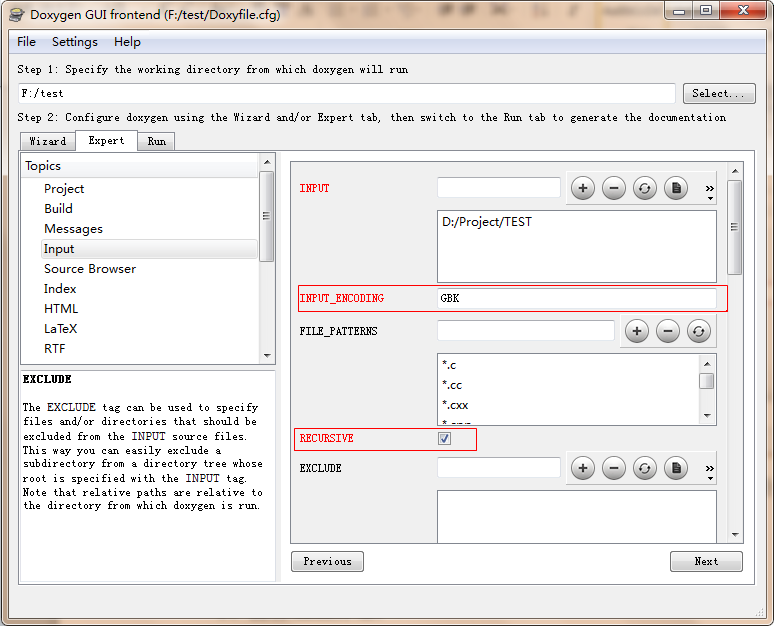 Doxygen GUI frontend (F:/test/Doxyfile.cfg)
File Settings Help
Step 1: Specify the working directory from which doxygen will run
F:/test
Select...
Step 2: Configure doxygen using the Wizard and/or Expert tab, then switch to the Run tab to generate the documentation
Wizard Expert Run
Topics
Project
Build
Messages
Input
Source Browser
Index
HTML
LaTeX
RTF
EXCLUDE
The EXCLUDE tag can be used to specify
files and/or directories that should be
excluded from the INPUT source files.
This way you can easily exclude a
subdirectory from a directory tree whose
root is specified with the INPUT tag.
Note that relative paths are relative to
the directory from which doxygen is run.
INPUT
D:/Project/TEST
INPUT_ENCODING GBK
FILE_PATTERNS
*.c
*.cc
*.cxx
*.cpp
RECURSIVE
EXCLUDE
Previous Next